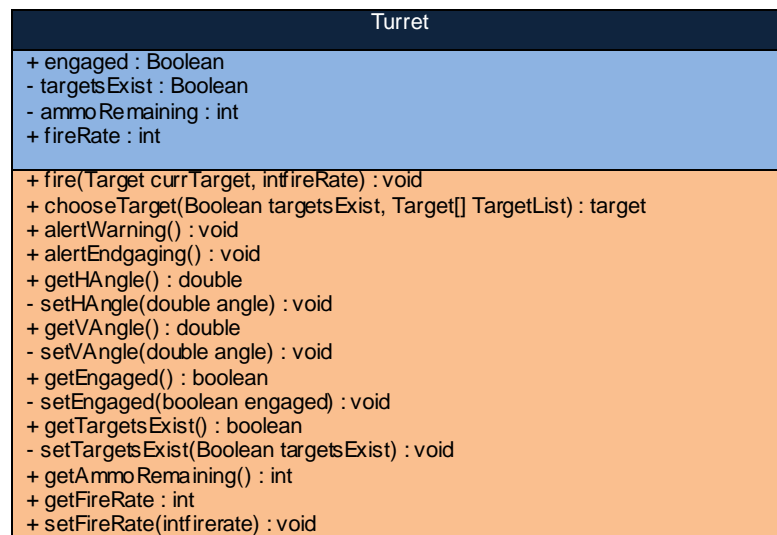 Turret
+ engaged : Boolean
- targetsExist : Boolean
- ammoRemaining : int
+ fireRate : int
+ fire(Target currTarget, intfireRate) : void
+ chooseTarget(Boolean targetsExist, Target[] TargetList) : target
+ alertWarning() : void
+ alertEndgaging() : void
+ getHAngle() : double
- setHAngle(double angle) : void
+ getVAngle() : double
- setVAngle(double angle) : void
+ getEngaged() : boolean
- setEngaged(boolean engaged) : void
+ getTargetsExist() : boolean
- setTargetsExist(Boolean targetsExist) : void
+ getAmmoRemaining() : int
+ getFireRate : int
+ setFireRate(intfirerate) : void